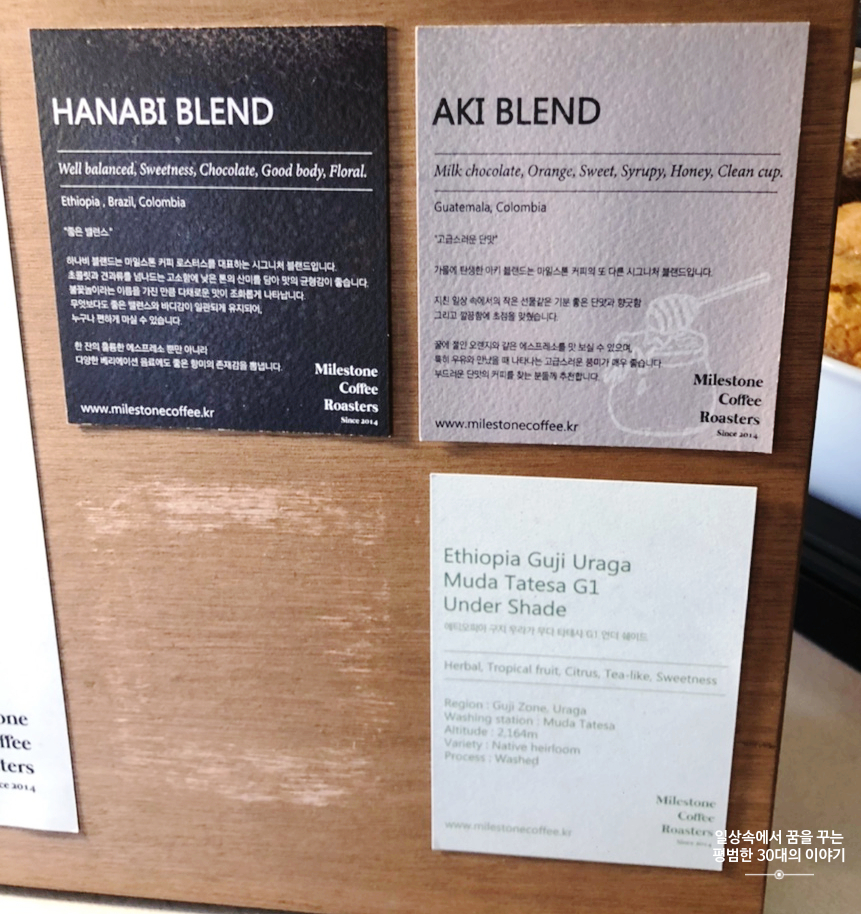 HANABI BLEND
Well balanced, Sweetness, Chocolate, Good body, Floral.
Ethiopia , Brazil, Colombia
"좋은 밸런스"
하나비 블렌드는 마일스톤 커피 로스터스를 대표하는 시그니처 블렌드입니다.
초콜릿과 견과류를 넘나드는 고소함에 낮은 톤의 산미를 담아 맛의 균형감이 좋습니다.
불꽃놀이라는 이름을 가진 만큼 다채로운 맛이 조화롭게 나타납니다.
무엇보다도 좋은 밸런스와 바디감이 일관되게 유지되어,
누구나 편하게 마실 수 있습니다.
한 잔의 훌륭한 에스프레소 뿐만 아니라
다양한 베리에이션 음료에도 좋은 향미의 존재감을 뽐냅니다.
Milestone
Coffee
Roasters
Since 2014
www.milestonecoffee.kr
AKI BLEND
Milk chocolate, Orange, Sweet, Syrupy, Honey, Clean cup.
Guatemala, Colombia
"고급스러운 단맛"
가을에 탄생한 아키 블렌드는 마일스톤 커피의 또 다른 시그니처 블렌드입니다.
지친 일상 속에서의 작은 선물같은 기분 좋은 단맛과 향긋함
그리고 깔끔함에 초점을 맞췄습니다.
꿀에 절인 오렌지와 같은 에스프레소를 맛 보실 수 있으며,
특히 우유와 만났을 때 나타나는 고급스러운 풍미가 매우 좋습니다.
부드러운 단맛의 커피를 찾는 분들께 추천합니다.
Milestone
Coffee
Roasters
Since 2014
www.milestonecoffee.kr
Ethiopia Guji Uraga
Muda Tatesa G1
Under Shade
에티오피아 구지 우라가 무다 타테사 G1 언더 쉐이드
Herbal, Tropical fruit, Citrus, Tea-like, Sweetness
Region : Guji Zone, Uraga
Washing station : Muda Tatesa
Altitude : 2,164m
Variety : Native heirloom
Process : Washed
Milestone
Coffee
Roasters
Since 2014
www.milestonecoffee.kr
one
ffee
ters
ce 2014
일상속에서 꿈을 꾸는
평범한 30대의 이야기